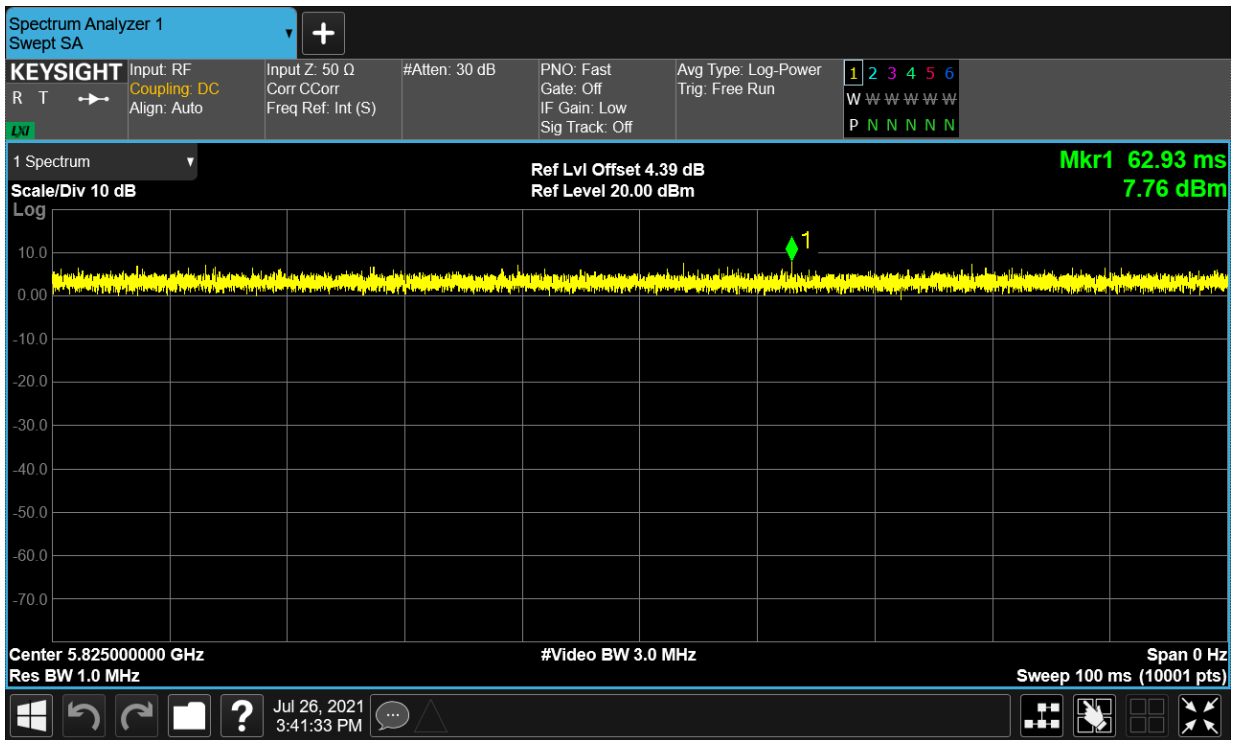 Spectrum Analyzer 1
Swept SA
+
KEYSIGHT
R T
LXI
Input: RF
Coupling: DC
Align: Auto
Input Z: 50 Ω
Corr CCorr
Freq Ref: Int (S)
#Atten: 30 dB
PNO: Fast
Gate: Off
IF Gain: Low
Sig Track: Off
Avg Type: Log-Power
Trig: Free Run
1 2 3 4 5 6
W W W W W W
P N N N N N
1 Spectrum
Scale/Div 10 dB
Ref Lvl Offset 4.39 dB
Ref Level 20.00 dBm
Mkr1 62.93 ms
7.76 dBm
Log
1
10.0
0.00
-10.0
-20.0
-30.0
-40.0
-50.0
-60.0
-70.0
Center 5.825000000 GHz
#Video BW 3.0 MHz
Span 0 Hz
Res BW 1.0 MHz
Sweep 100 ms (10001 pts)
?
Jul 26, 2021
3:41:33 PM